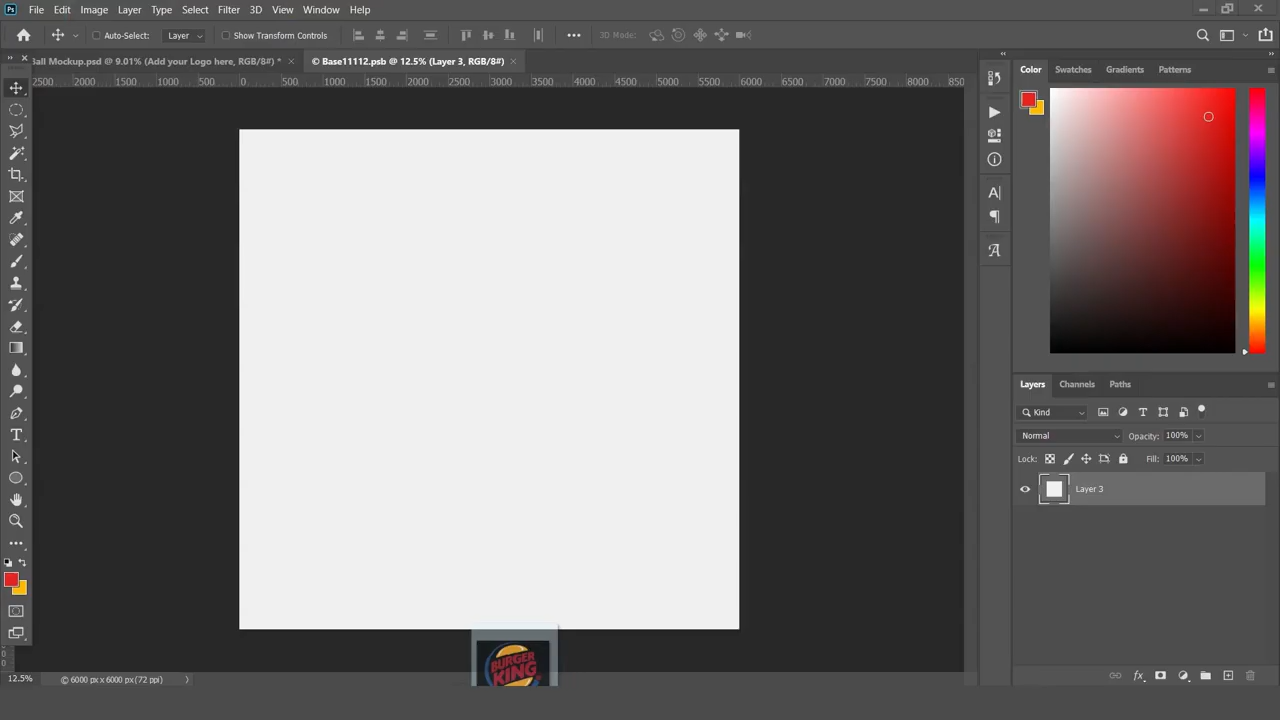 Ps File Edit Image Layer Type Select Filter 3D View Window Help
Auto-Select: Layer Show Transform Controls 3D Mode:
Ball Mockup.psd @ 9.01% (Add your Logo here, RGB/8#) * × © Base11112.psb @ 12.5% (Layer 3, RGB/8#) ×
2500 2000 1500 1000 500 0 500 1000 1500 2000 2500 3000 3500 4000 4500 5000 5500 6000 6500 7000 7500 8000
Color Swatches Gradients Patterns
Layers Channels Paths
Kind
Normal Opacity: 100%
Lock: Fill: 100%
Layer 3
BURGER
KING
12.5% © 6000 px x 6000 px (72 ppi)